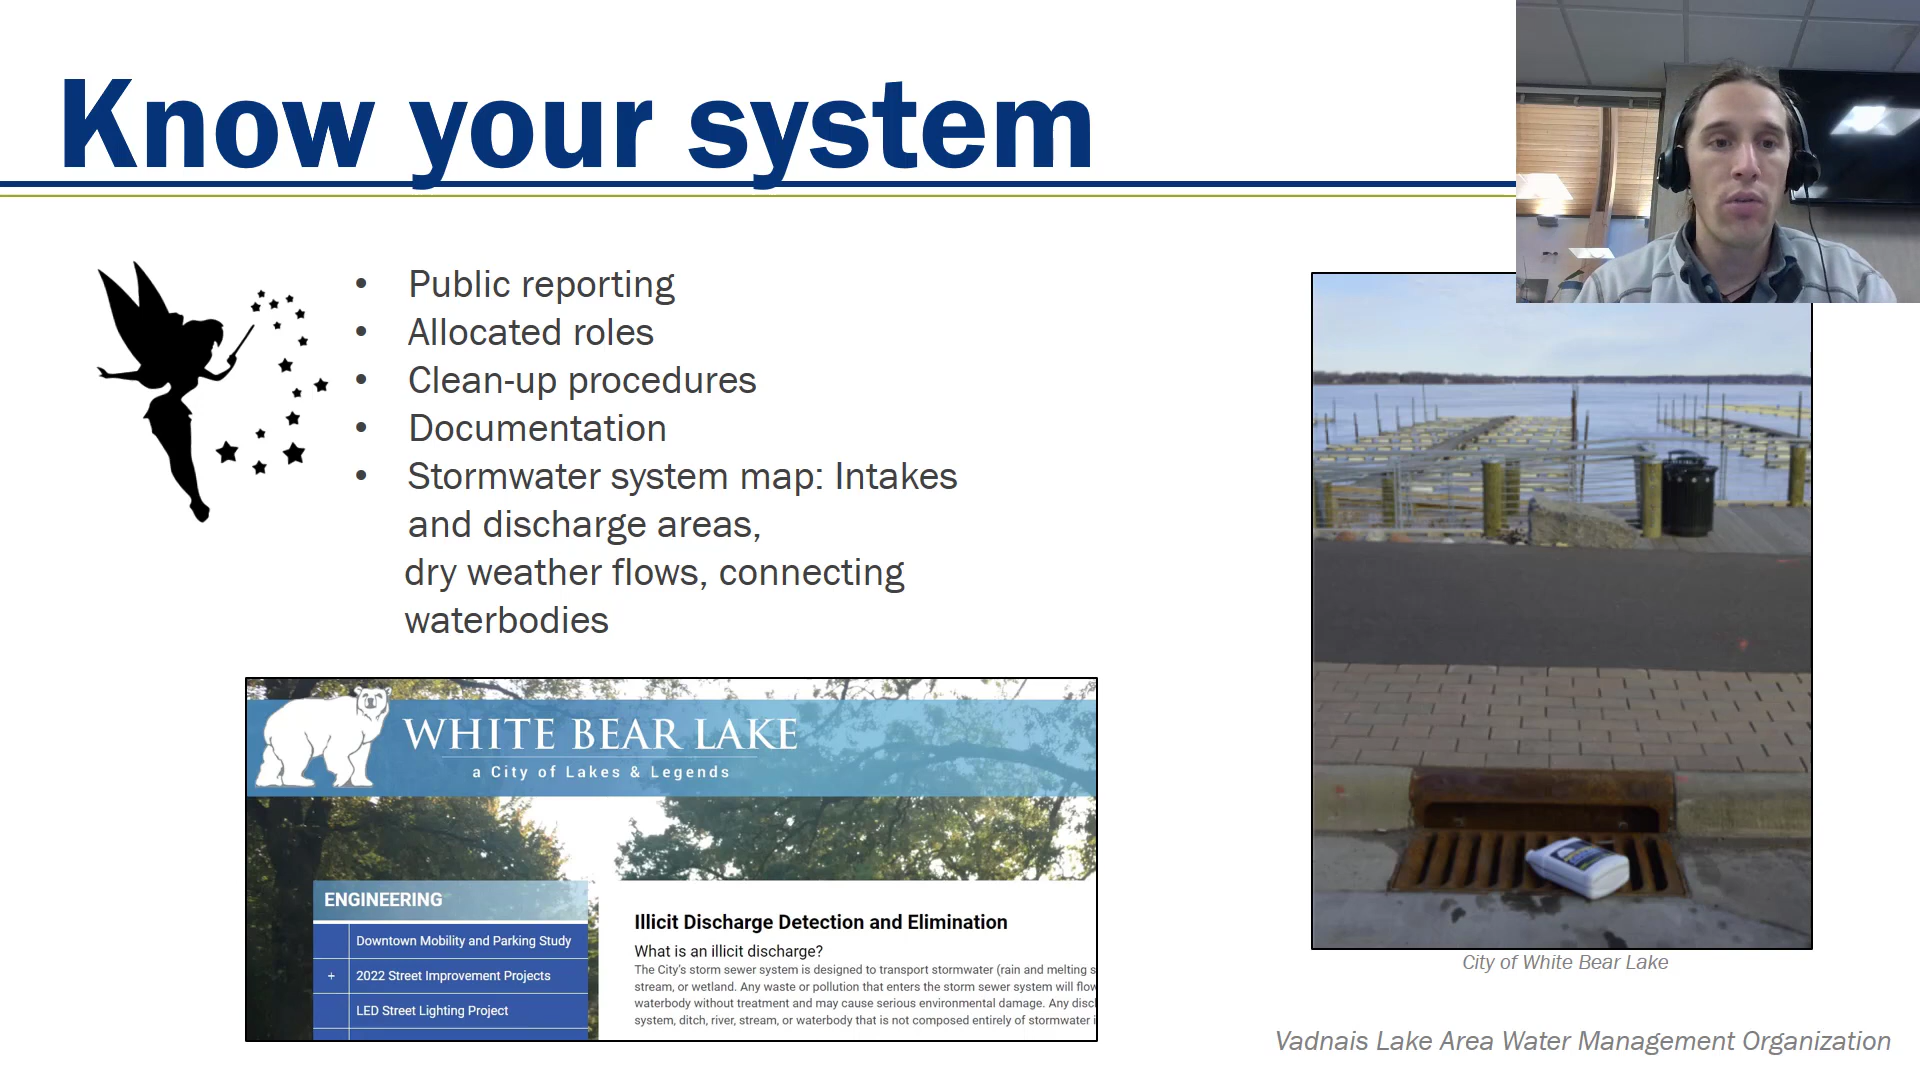 Know your system
• Public reporting
• Allocated roles
• Clean-up procedures
• Documentation
• Stormwater system map: Intakes
and discharge areas,
dry weather flows, connecting
waterbodies
WHITE BEAR LAKE
a City of Lakes & Legends
ENGINEERING
Downtown Mobility and Parking Study
+ 2022 Street Improvement Projects
LED Street Lighting Project
Illicit Discharge Detection and Elimination
What is an illicit discharge?
The City's storm sewer system is designed to transport stormwater (rain and melting
stream, or wetland. Any waste or pollution that enters the storm sewer system will
waterbody without treatment and may cause serious environmental damage. Any
system, ditch, river, stream, or waterbody that is not composed entirely of stormwater
City of White Bear Lake
Vadnais Lake Area Water Management Organization